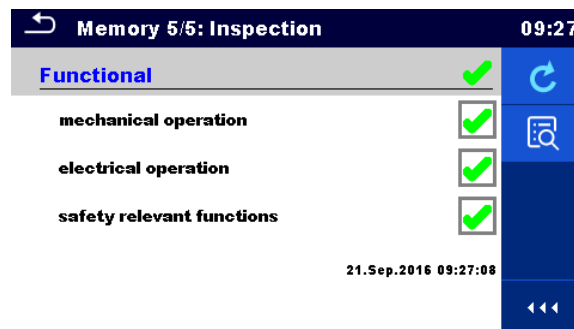 Memory 5/5: Inspection 09:27
Functional
mechanical operation
electrical operation
safety relevant functions
21.Sep.2016 09:27:08